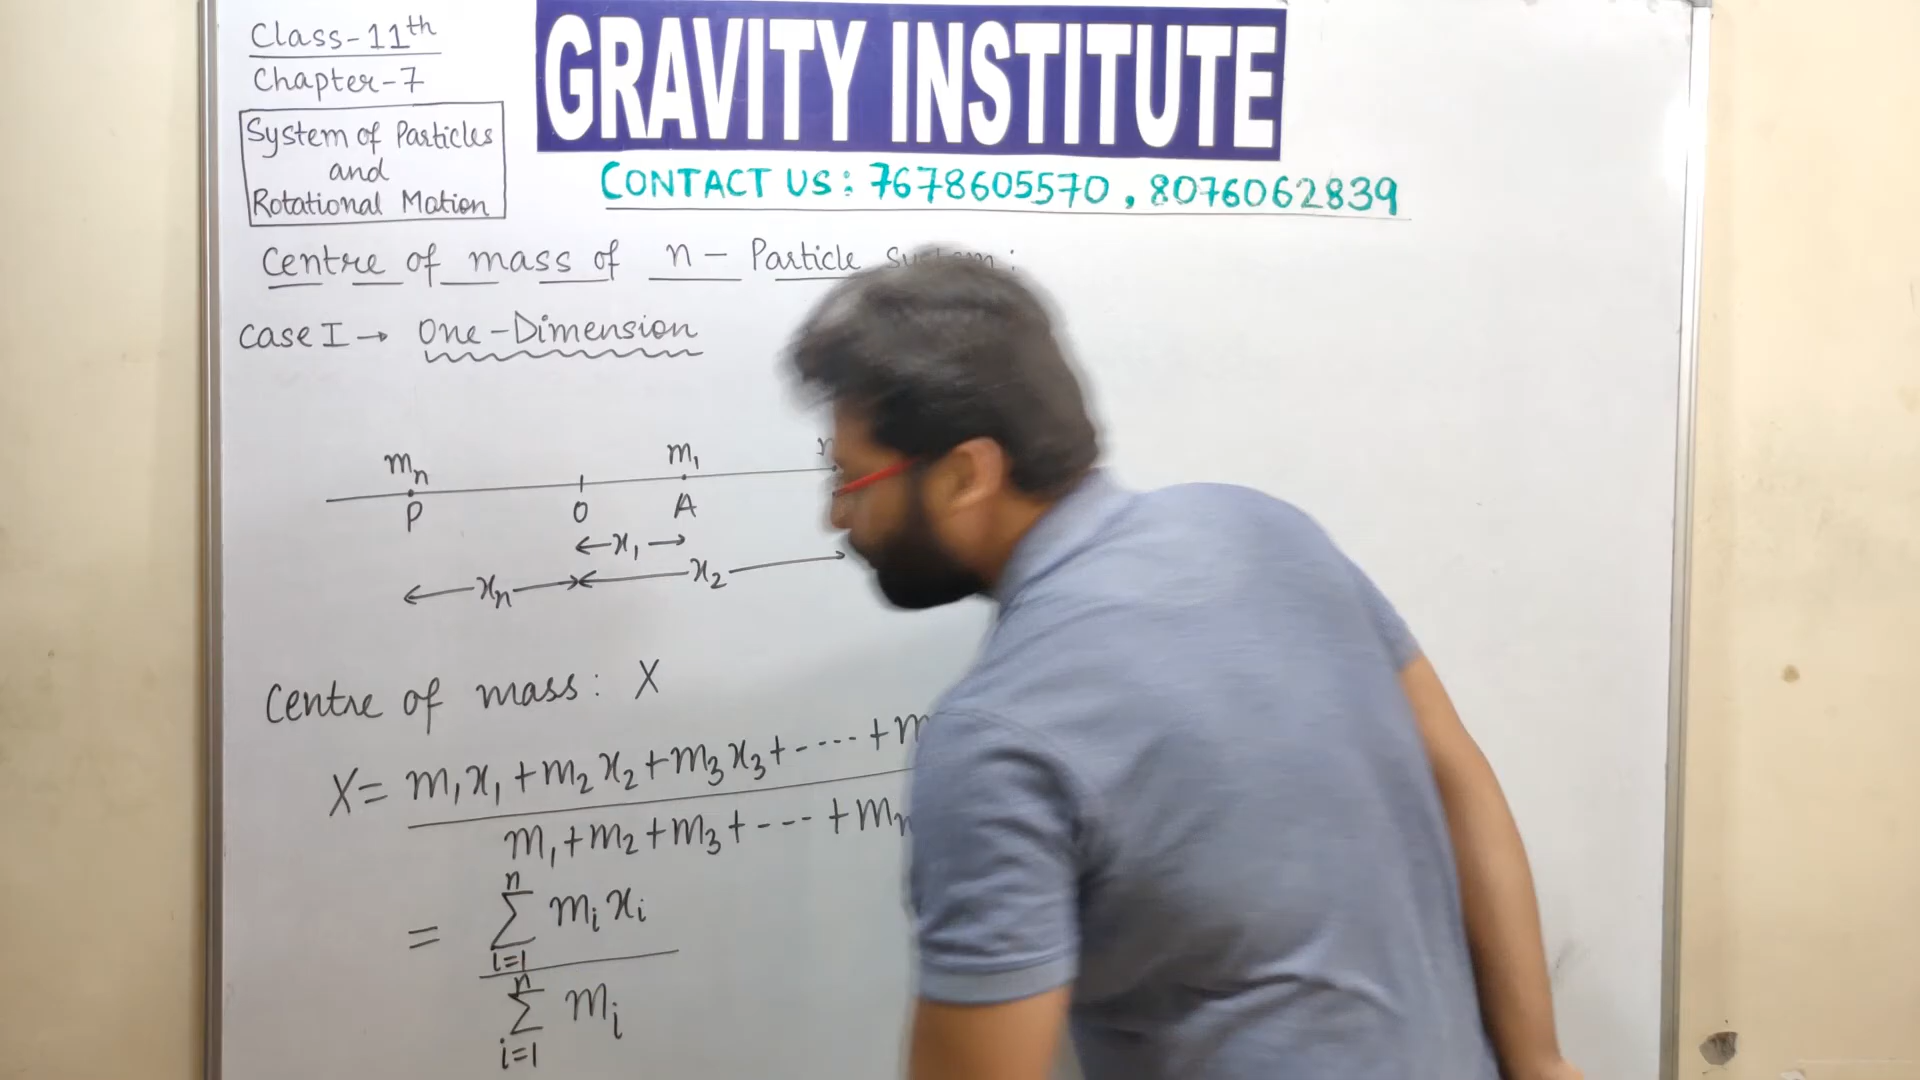 Class-11th
Chapter-7
System of Particles
and
Rotational Motion
GRAVITY INSTITUTE
CONTACT US: 7678605570, 8076062839
Centre of mass of n- Particle System:
Case I → One-Dimension
mn m1
P O A
x1
xn x2
Centre of mass: X
X= m1x1+m2x2+m3x3+----+m
m1+m2+m3+---+mn
= n∑i=1 mixi
n∑i=1 mi